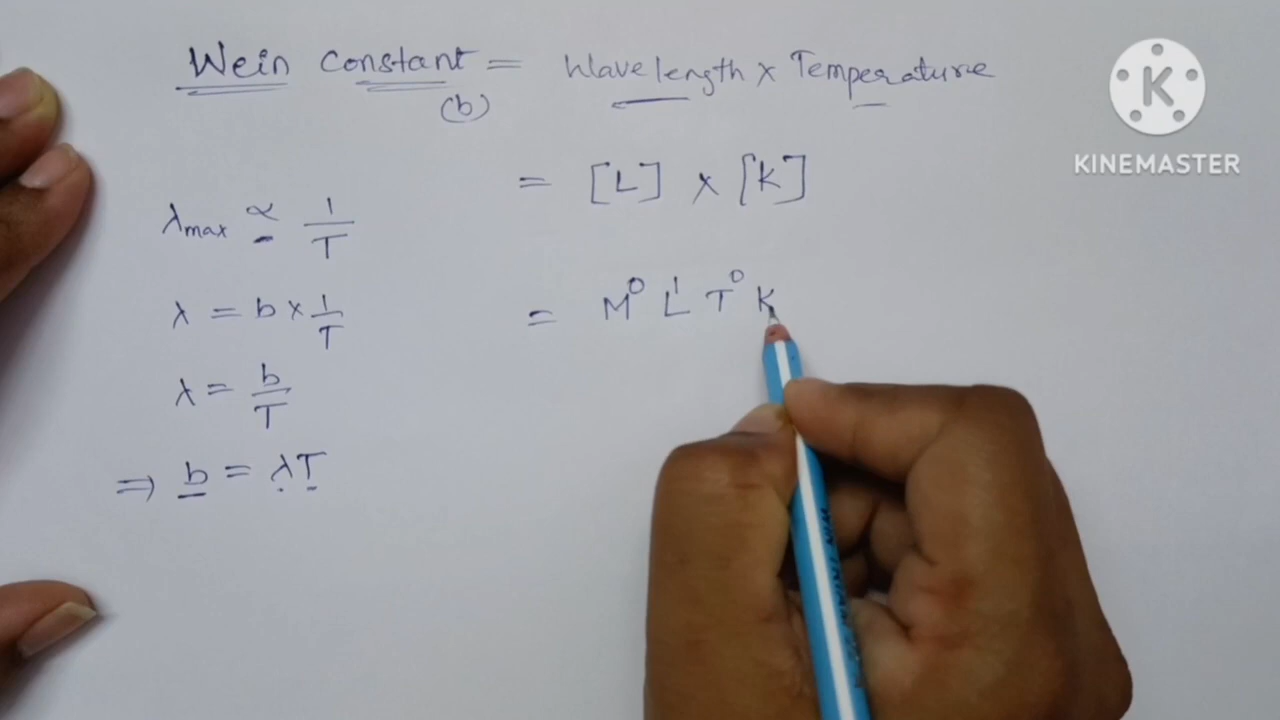 Wein Constant = Wavelength x Temperature
(b)
= [L] x [K]
λmax ∝ 1/T
= M⁰ L¹ T⁰ K
λ = b x 1/T
λ = b/T
⇒ b = λT
K
KINEMASTER